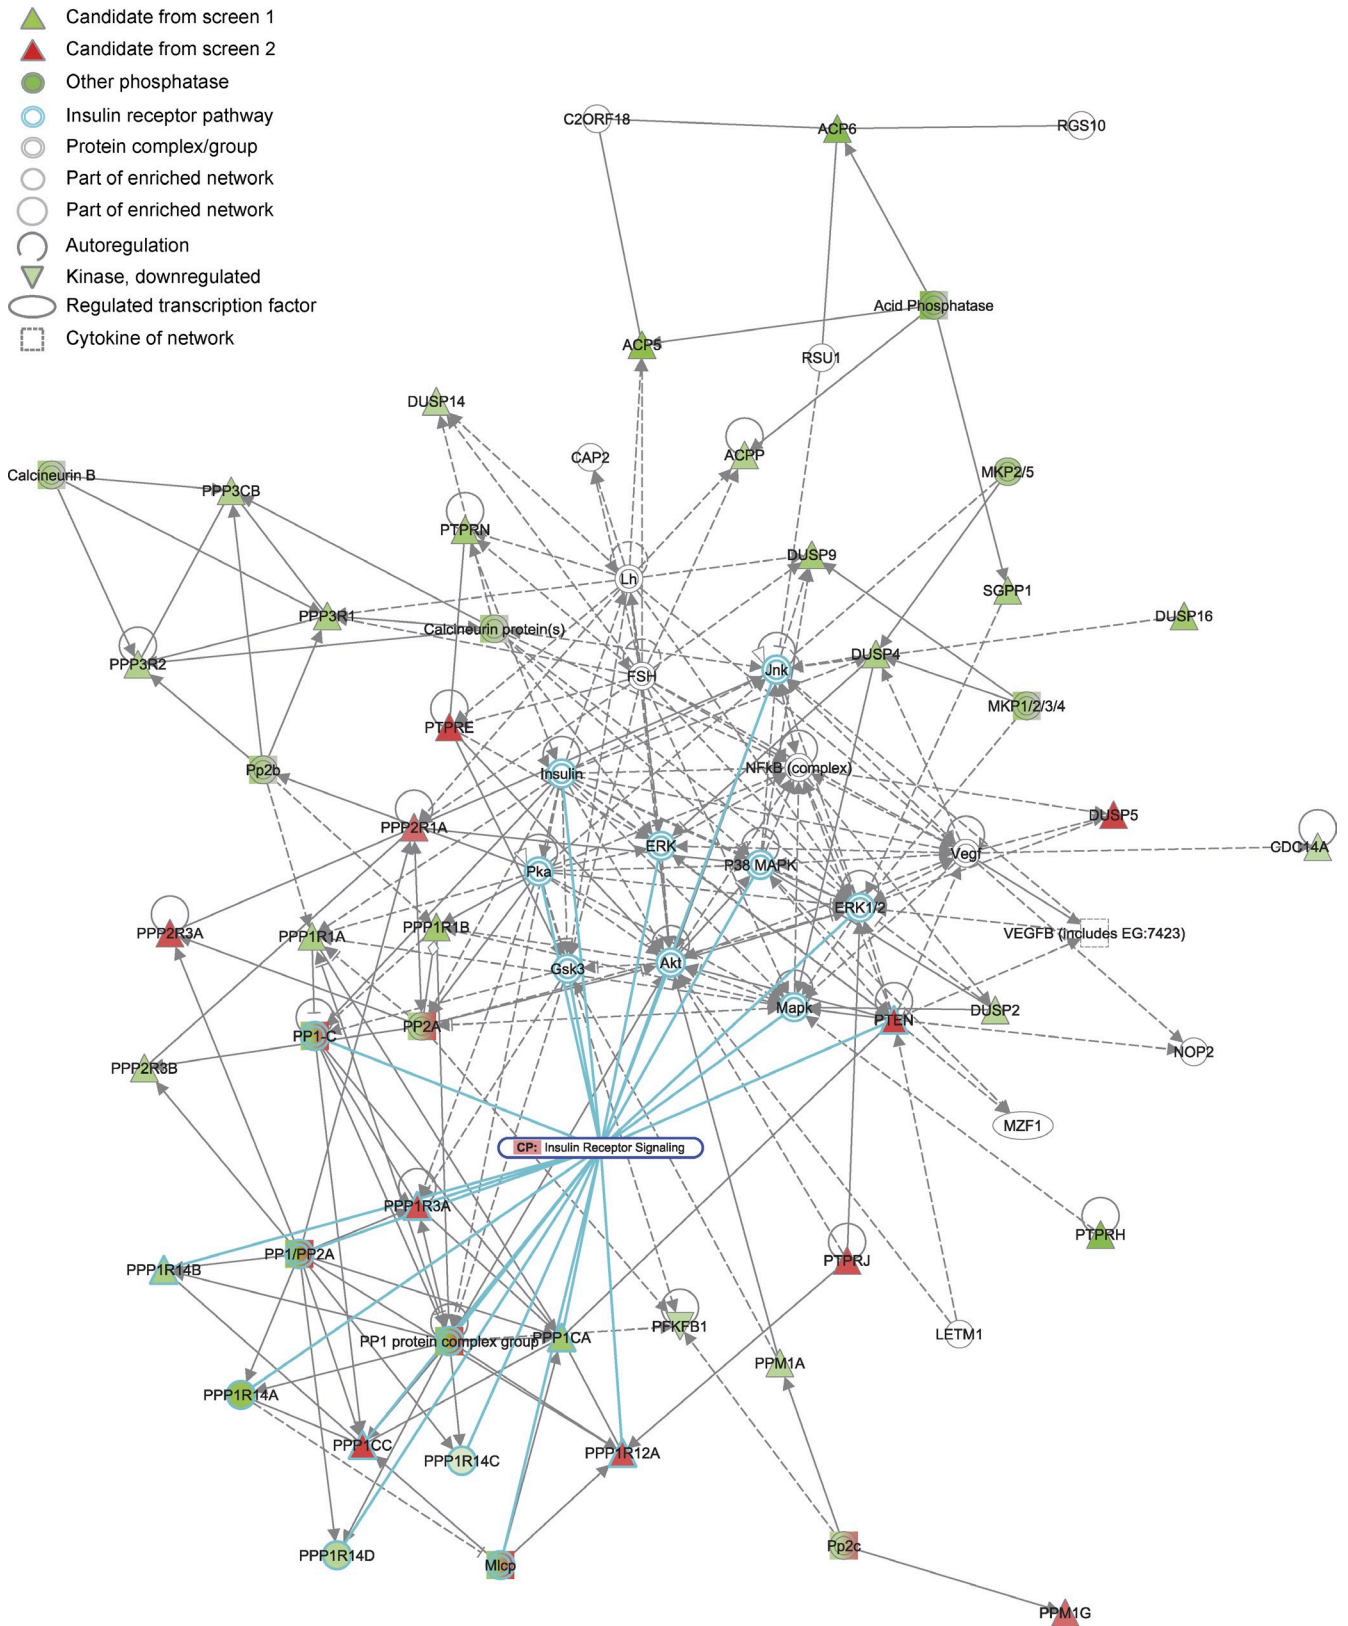 Candidate from screen 1
Candidate from screen 2
Other phosphatase
Insulin receptor pathway
Protein complex/group
Part of enriched network
Part of enriched network
Autoregulation
Kinase, downregulated
Regulated transcription factor
Cytokine of network
C2ORF18
ACP6
RGS10
Acid Phosphatase
ACP5
RSU1
DUSP14
CAP2
ACPP
Calcineurin B
PPP3CB
MKP2/5
PTPRN
DUSP9
Lh
SGPP1
PPP3R1
Calcineurin protein(s)
DUSP16
PPP3R2
FSH
Jnk
DUSP4
MKP1/2/3/4
PTPRE
Pp2b
Insulin
NFkB (complex)
PPP2R1A
DUSP5
ERK
P38 MAPK
Vegf
CDC14A
Pka
ERK1/2
PPP2R3A
PPP1R1A
PPP1R1B
VEGFB (includes EG:7423)
Gsk3
Akt
PP1-C
PP2A
Mapk
PTEN
DUSP2
PPP2R3B
NOP2
MZF1
CP: Insulin Receptor Signaling
PPP1R3A
PTPRH
PP1/PP2A
PPP1R14B
PTPRJ
PFKFB1
PP1 protein complex group
PPP1CA
LETM1
PPM1A
PPP1R14A
PPP1CC
PPP1R14C
PPP1R12A
PPP1R14D
Mlcp
Pp2c
PPM1G